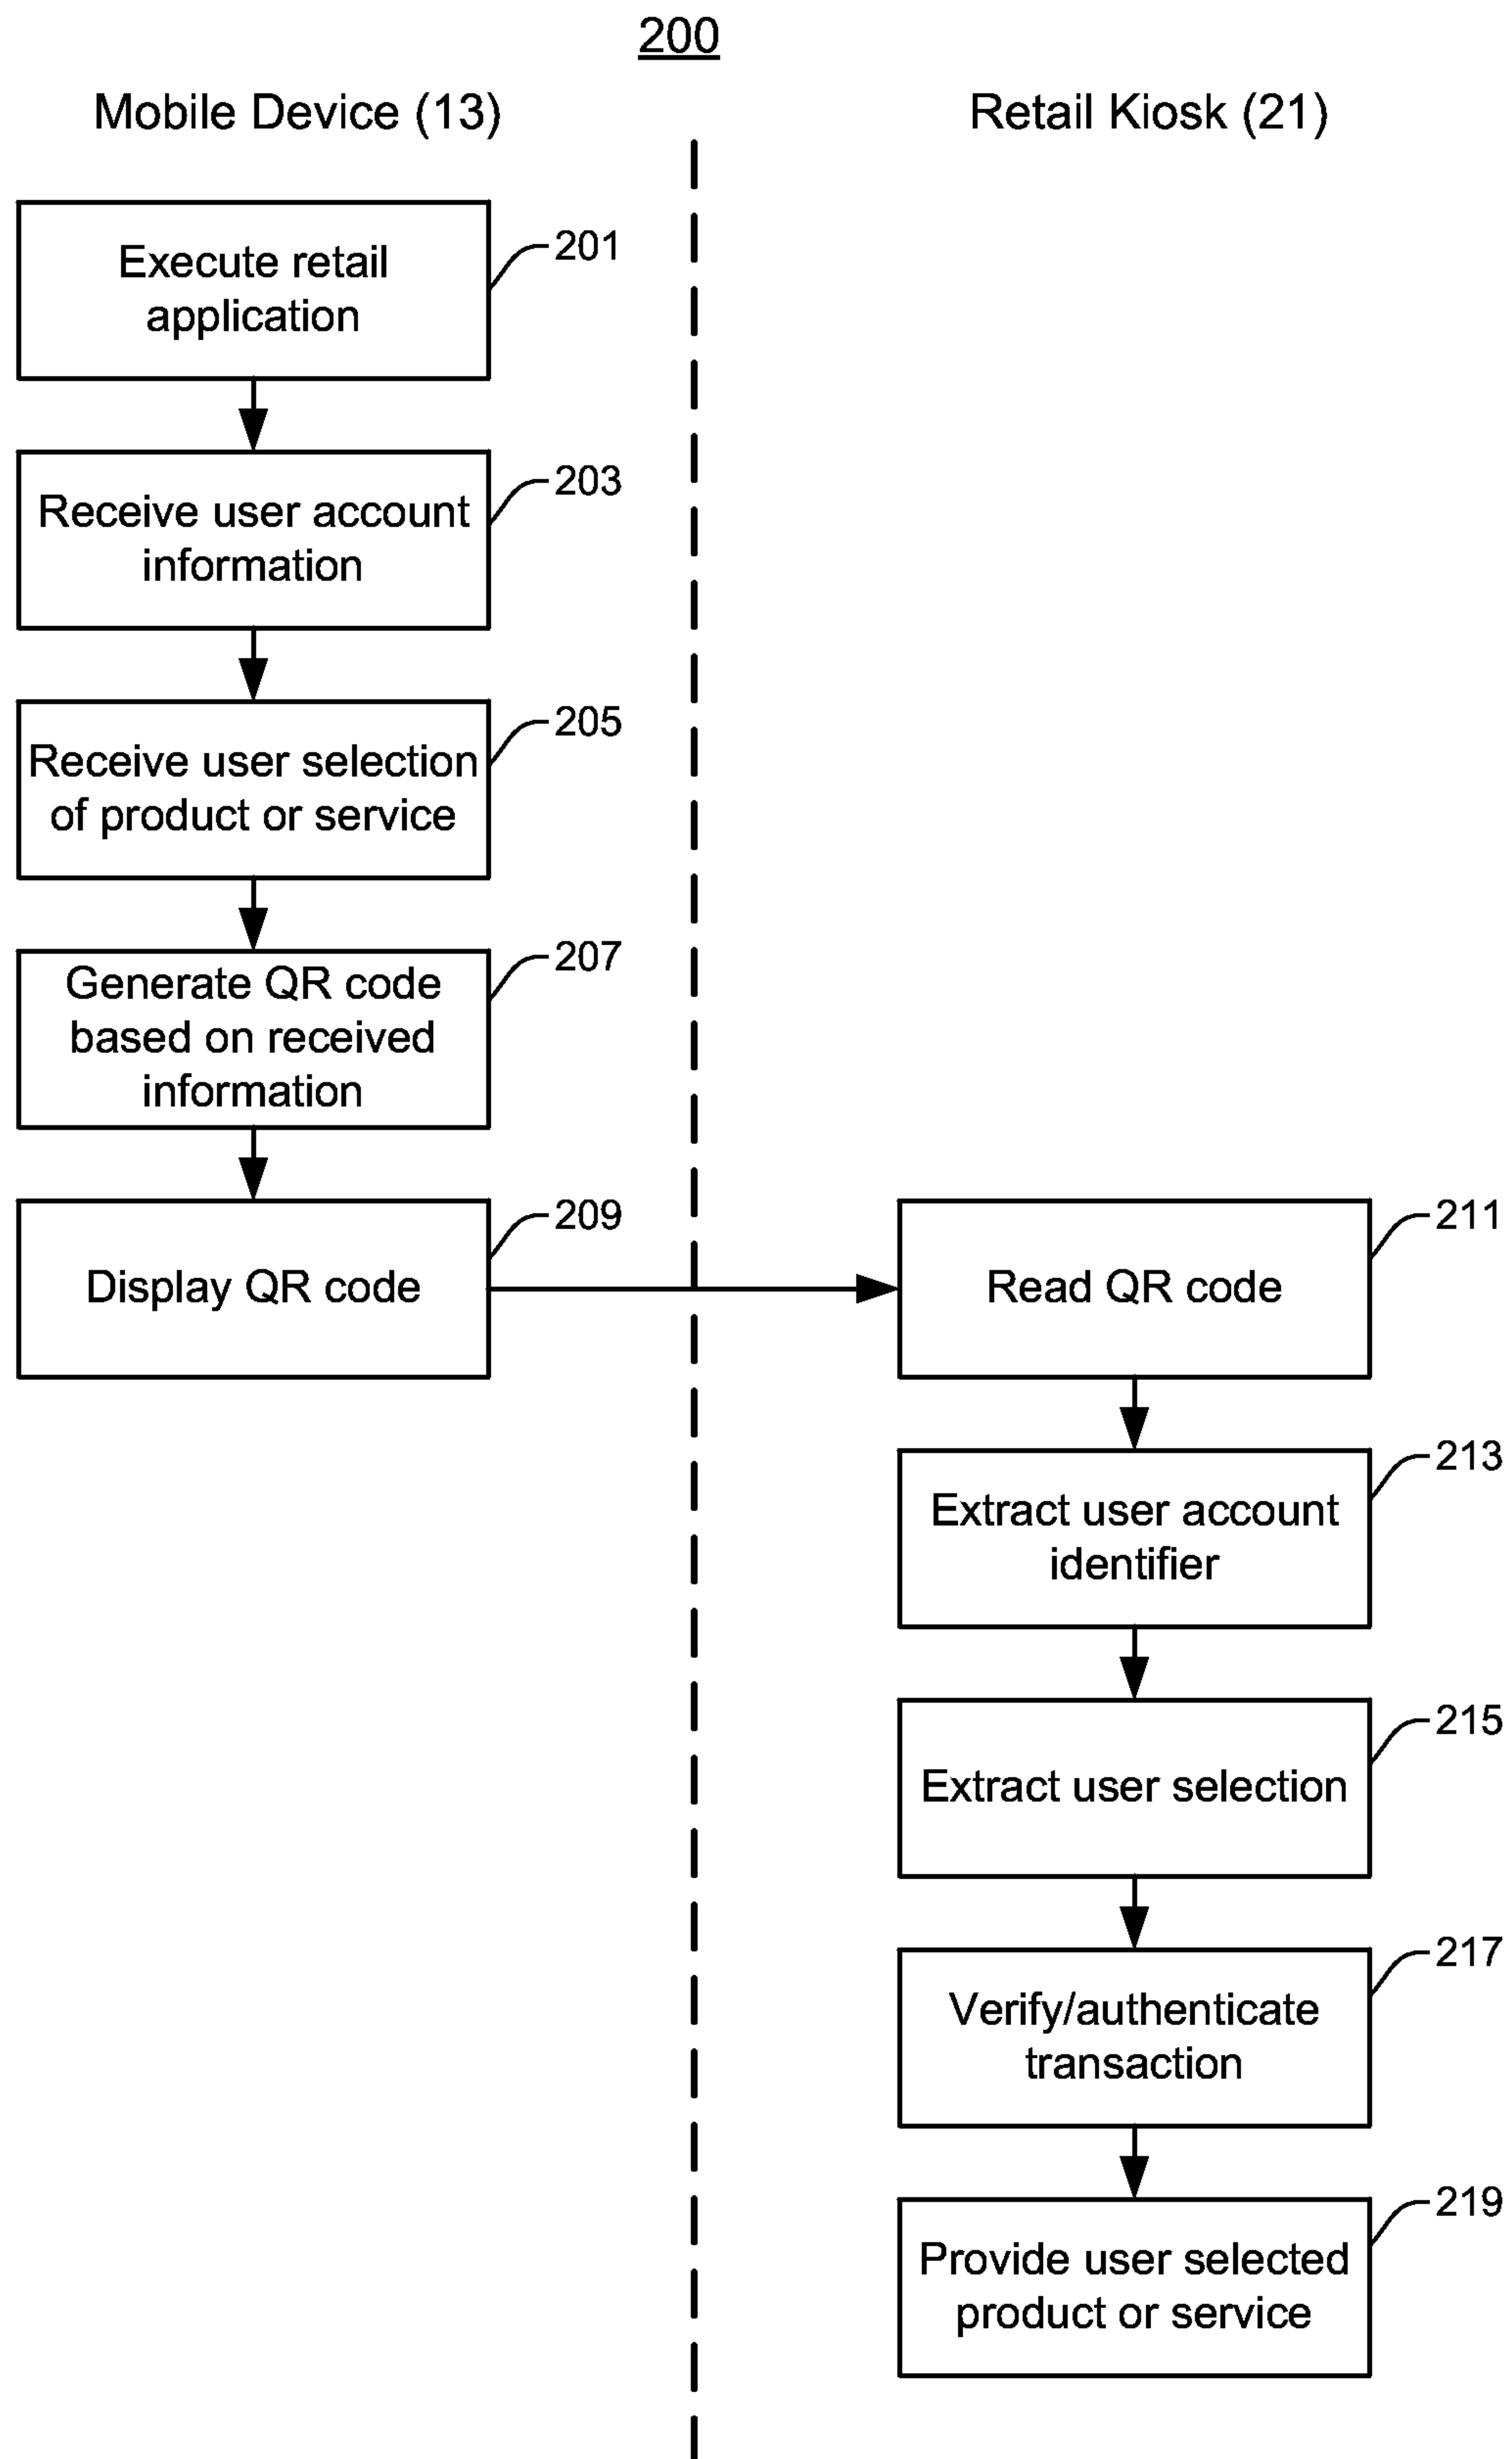 200
Mobile Device (13)
Retail Kiosk (21)
Execute retail
application
201
Receive user account
information
203
Receive user selection
of product or service
205
Generate QR code
based on received
information
207
Display QR code
209
Read QR code
211
Extract user account
identifier
213
Extract user selection
215
Verify/authenticate
transaction
217
Provide user selected
product or service
219